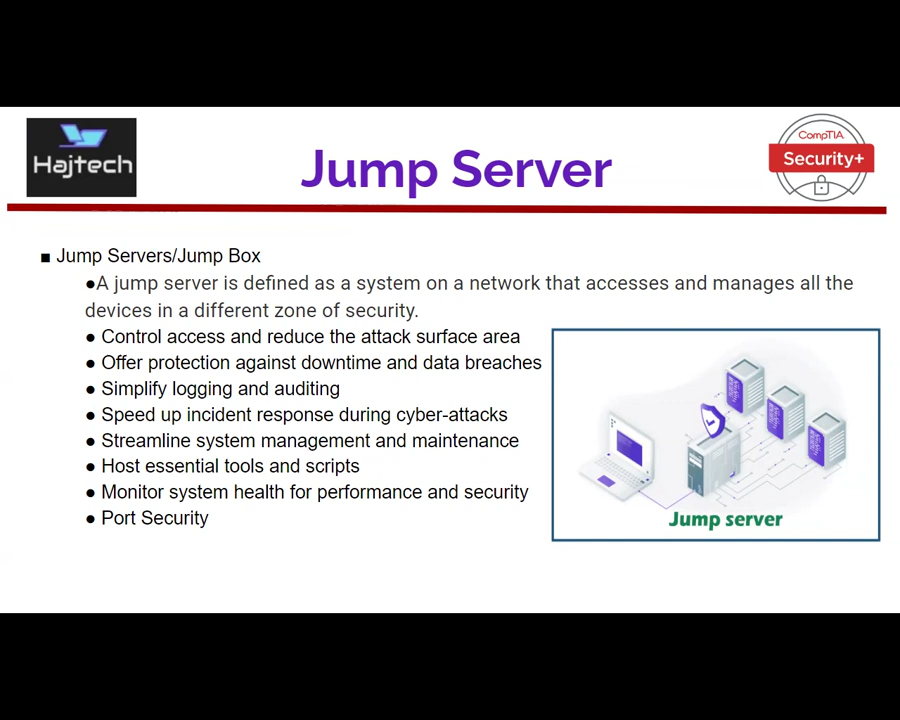 Hajtech
Jump Server
CompTIA
Security+
■ Jump Servers/Jump Box
●A jump server is defined as a system on a network that accesses and manages all the
devices in a different zone of security.
● Control access and reduce the attack surface area
● Offer protection against downtime and data breaches
● Simplify logging and auditing
● Speed up incident response during cyber-attacks
● Streamline system management and maintenance
● Host essential tools and scripts
● Monitor system health for performance and security
● Port Security
Jump server